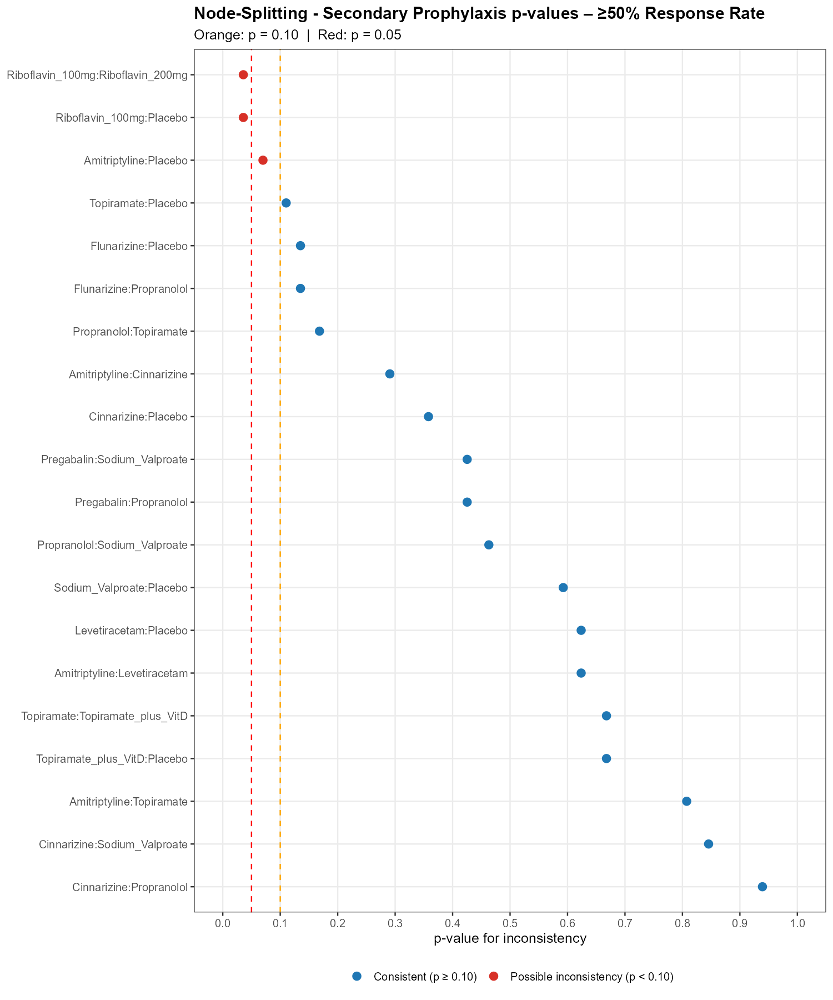 Node-Splitting - Secondary Prophylaxis p-values – ≥50% Response Rate
Orange: p = 0.10 | Red: p = 0.05
Riboflavin_100mg:Riboflavin_200mg
Riboflavin_100mg:Placebo
Amitriptyline:Placebo
Topiramate:Placebo
Flunarizine:Placebo
Flunarizine:Propranolol
Propranolol:Topiramate
Amitriptyline:Cinnarizine
Cinnarizine:Placebo
Pregabalin:Sodium_Valproate
Pregabalin:Propranolol
Propranolol:Sodium_Valproate
Sodium_Valproate:Placebo
Levetiracetam:Placebo
Amitriptyline:Levetiracetam
Topiramate:Topiramate_plus_VitD
Topiramate_plus_VitD:Placebo
Amitriptyline:Topiramate
Cinnarizine:Sodium_Valproate
Cinnarizine:Propranolol
0.0 0.1 0.2 0.3 0.4 0.5 0.6 0.7 0.8 0.9 1.0
p-value for inconsistency
Consistent (p ≥ 0.10) Possible inconsistency (p < 0.10)